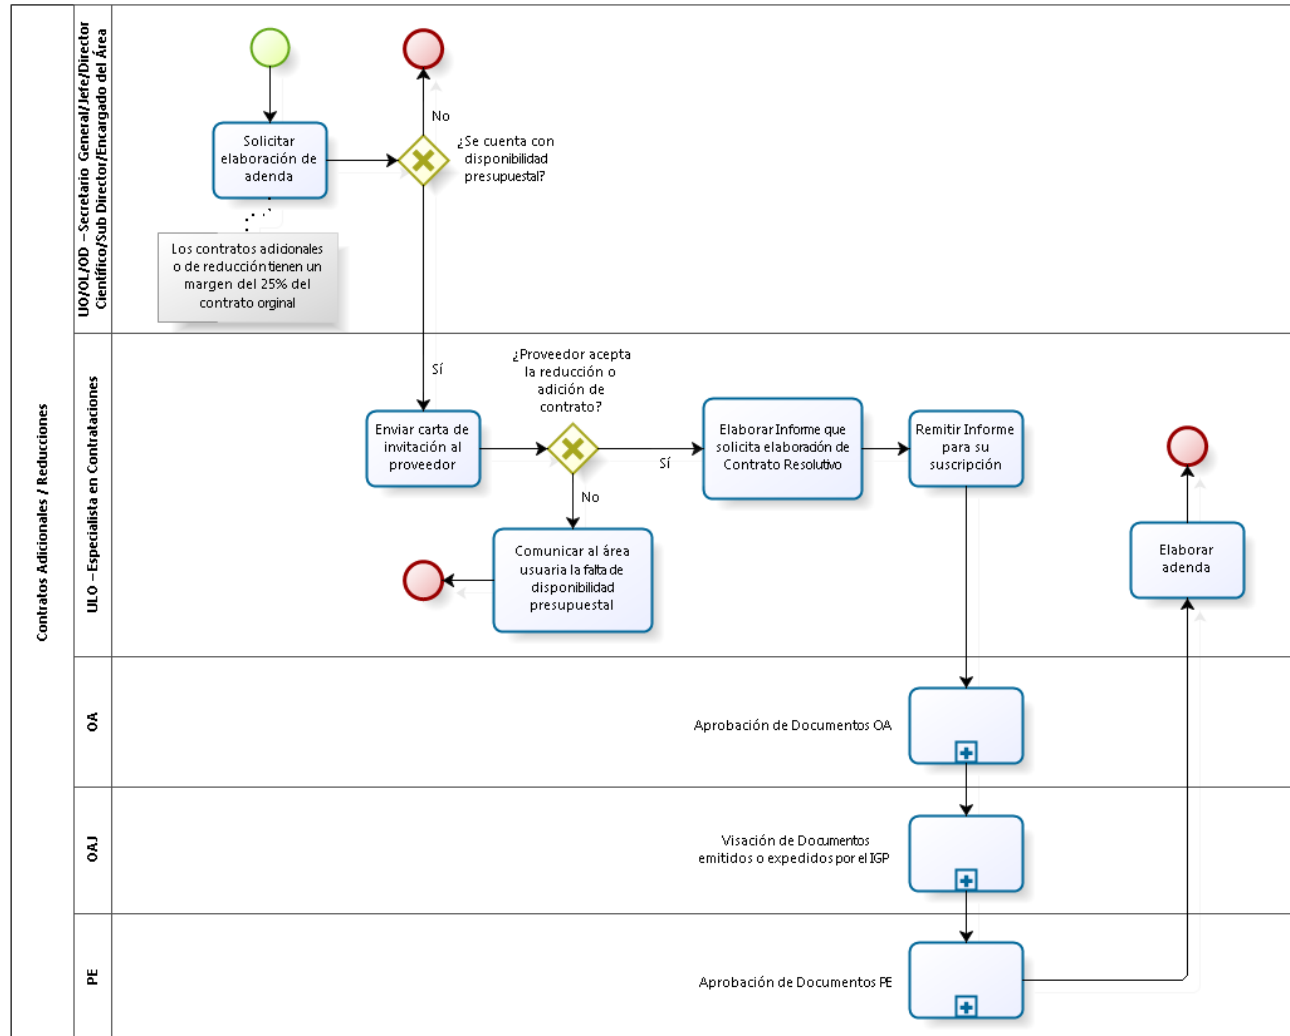 Contratos Adicionales / Reducciones
UO/OL/OD – Secretario General/Jefe/Director
Científico/Sub Director/Encargado del Área
Solicitar
elaboración de
adenda
No
¿Se cuenta con
disponibilidad
presupuestal?
Los contratos adicionales
o de reducción tienen un
margen del 25% del
contrato orginal
ULO – Especialista en Contrataciones
Sí
¿Proveedor acepta
la reducción o
adición de
contrato?
Enviar carta de
invitación al
proveedor
Sí
No
Elaborar Informe que
solicita elaboración de
Contrato Resolutivo
Remitir Informe
para su
suscripción
Comunicar al área
usuaria la falta de
disponibilidad
presupuestal
Elaborar
adenda
OA
Aprobación de Documentos OA
OAJ
Visación de Documentos
emitidos o expedidos por el IGP
PE
Aprobación de Documentos PE